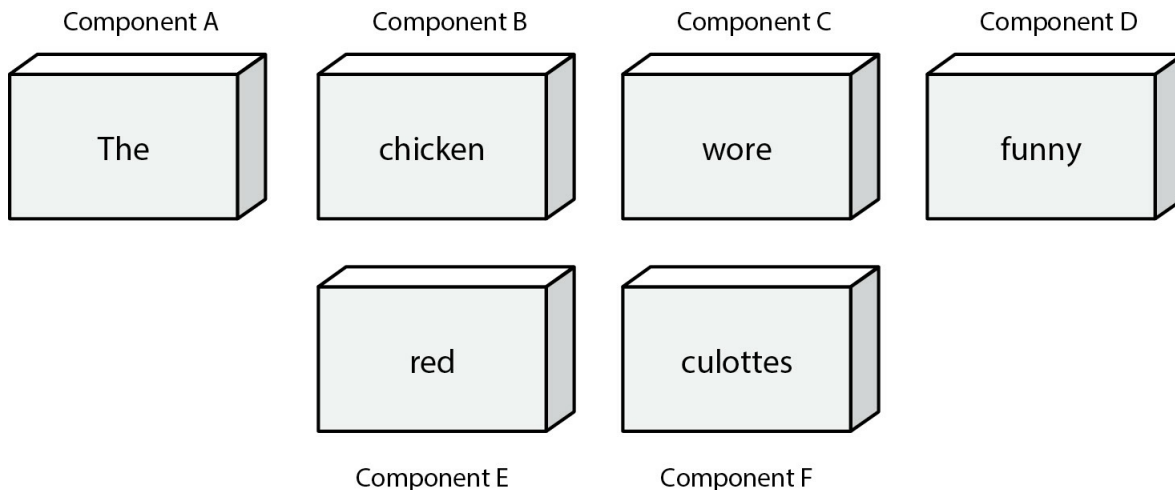 Component A Component B Component C Component D
The chicken wore funny
red culottes
Component E Component F